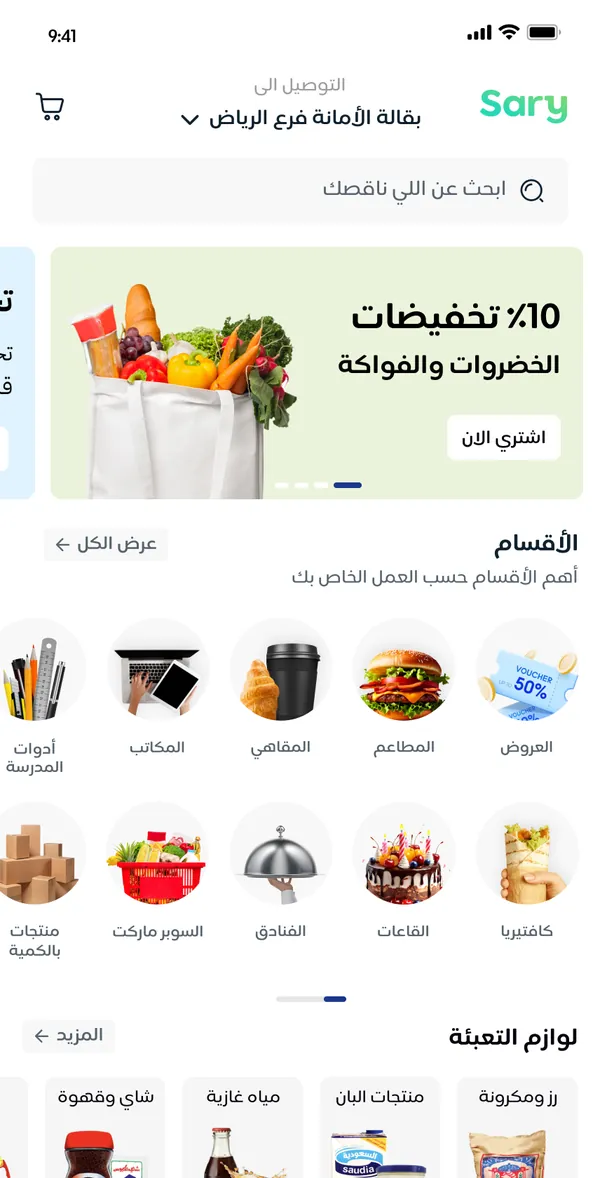 9:41
التوصيل الى
بقالة الأمانة فرع الرياض
Sary
ابحث عن اللي ناقصك
10٪ تخفيضات
الخضروات والفواكة
اشتري الان
الأقسام
عرض الكل
أهم الأقسام حسب العمل الخاص بك
VOUCHER
50%
العروض
المطاعم
المقاهي
المكاتب
أدوات
المدرسة
كافتيريا
القاعات
الفنادق
السوبر ماركت
منتجات
بالكمية
لوازم التعبئة
المزيد
رز ومكرونة
منتجات البان
مياه غازية
شاي وقهوة
السعودية
saudia